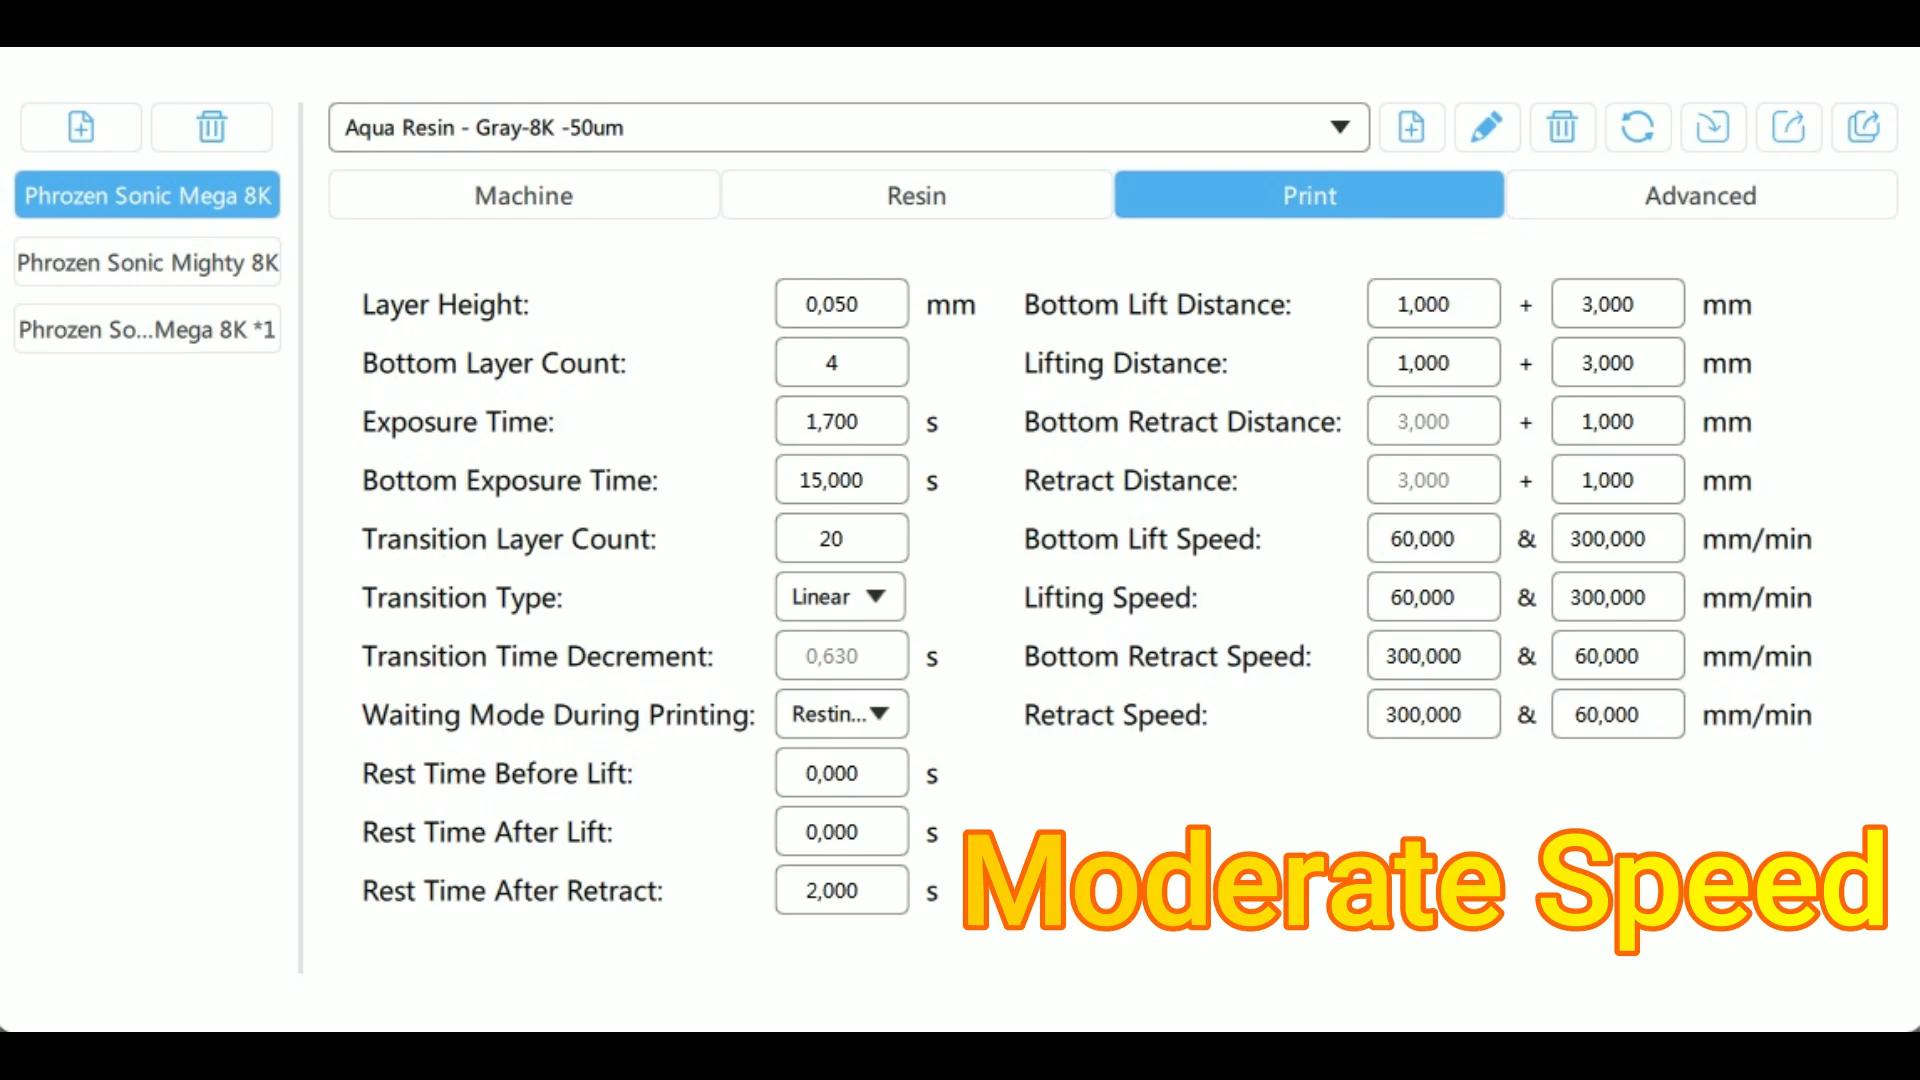 Aqua Resin - Gray-8K -50um
Phrozen Sonic Mega 8K
Phrozen Sonic Mighty 8K
Phrozen So...Mega 8K *1
Machine Resin Print Advanced
Layer Height: 0,050 mm
Bottom Layer Count: 4
Exposure Time: 1,700 s
Bottom Exposure Time: 15,000 s
Transition Layer Count: 20
Transition Type: Linear
Transition Time Decrement: 0,630 s
Waiting Mode During Printing: Restin...
Rest Time Before Lift: 0,000 s
Rest Time After Lift: 0,000 s
Rest Time After Retract: 2,000 s
Bottom Lift Distance: 1,000 + 3,000 mm
Lifting Distance: 1,000 + 3,000 mm
Bottom Retract Distance: 3,000 + 1,000 mm
Retract Distance: 3,000 + 1,000 mm
Bottom Lift Speed: 60,000 & 300,000 mm/min
Lifting Speed: 60,000 & 300,000 mm/min
Bottom Retract Speed: 300,000 & 60,000 mm/min
Retract Speed: 300,000 & 60,000 mm/min
Moderate Speed